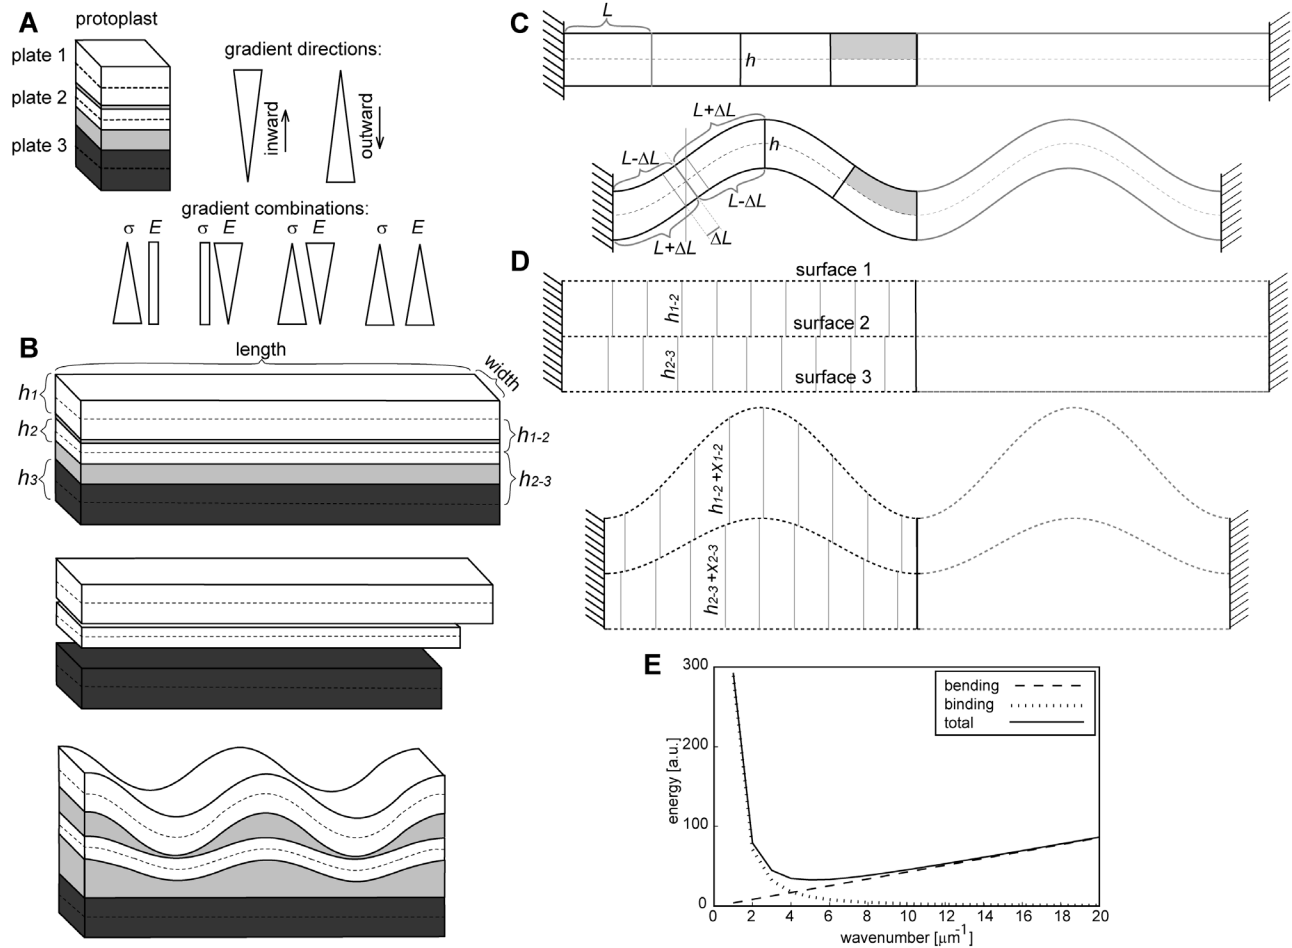 A
protoplast
plate 1
plate 2
plate 3
gradient directions:
inward
outward
gradient combinations:
σ E σ E σ E σ E
B
length
width
h1
h2
h3
h1-2
h2-3
C
L
h
L+ΔL
L-ΔL
h
L-ΔL
L+ΔL
ΔL
D
surface 1
h1-2
surface 2
h2-3
surface 3
h1-2+x1-2
h2-3+x2-3
E
300
200
100
0
energy [a.u.]
bending
binding
total
0 2 4 6 8 10 12 14 16 18 20
wavenumber [µm-1]